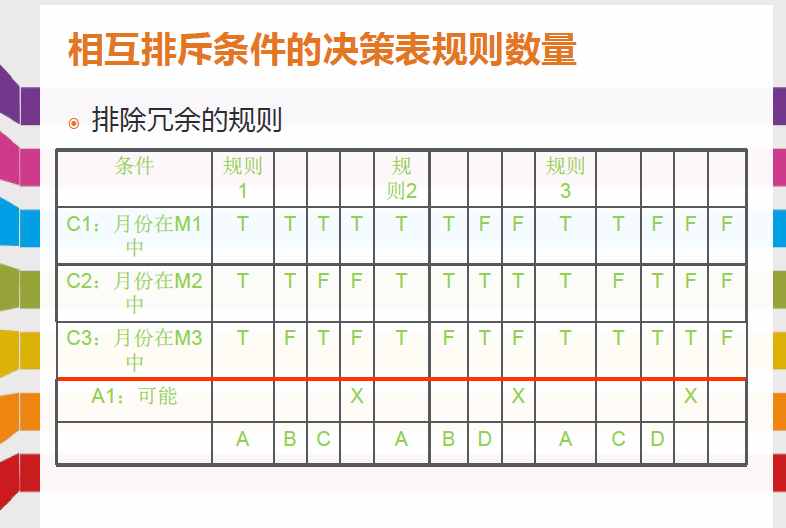 相互排斥条件的决策表规则数量
排除冗余的规则
条件 规则 规 规则
1 则2 3
C1：月份在M1 T T T T T T F F T T F F F
中
C2：月份在M2 T T F F T T T T T F T F F
中
C3：月份在M3 T F T F T F T F T T T T F
中
A1：可能 X X X
A B C A B D A C D